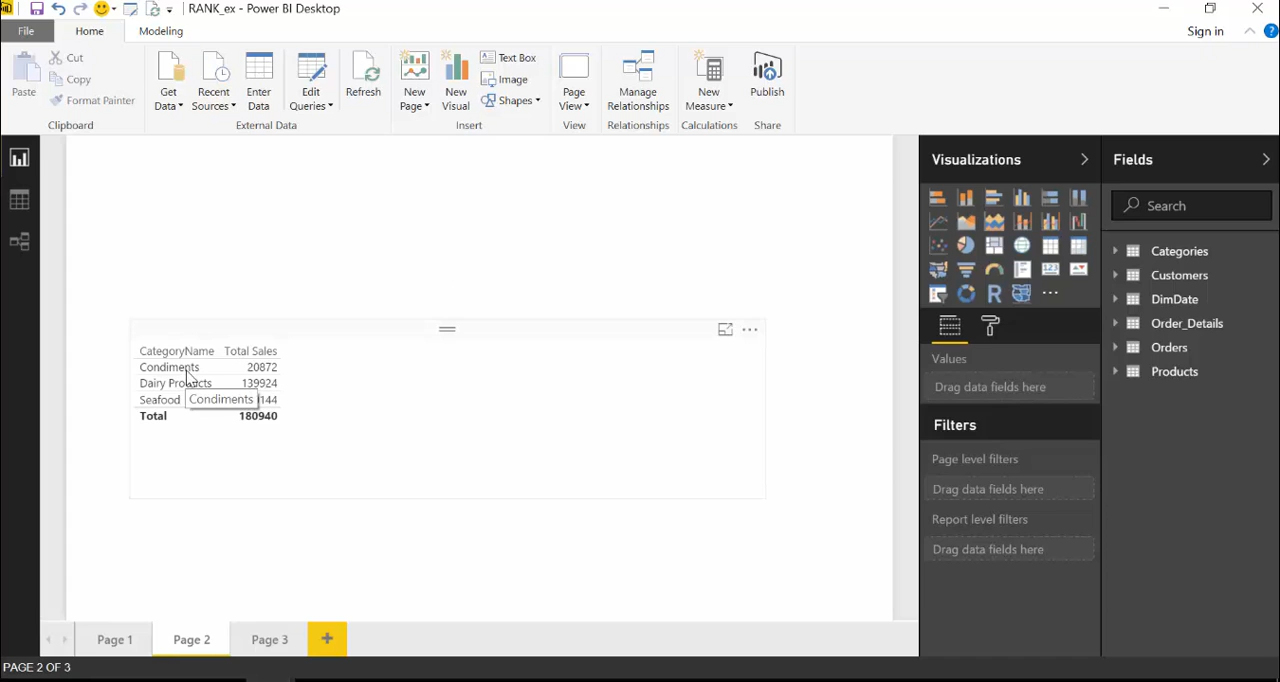 RANK_ex - Power BI Desktop
File
Home
Modeling
Sign in
Paste
Cut
Copy
Format Painter
Clipboard
Get Data
Recent Sources
Enter Data
Edit Queries
Refresh
External Data
New Page
New Visual
Text Box
Image
Shapes
Insert
Page View
View
Manage Relationships
Relationships
New Measure
Calculations
Publish
Share
CategoryName Total Sales
Condiments 20872
Dairy Products 139924
Seafood
Condiments
144
Total 180940
Visualizations
R
123
Values
Drag data fields here
Filters
Page level filters
Drag data fields here
Report level filters
Drag data fields here
Fields
Search
Categories
Customers
DimDate
Order_Details
Orders
Products
Page 1
Page 2
Page 3
PAGE 2 OF 3